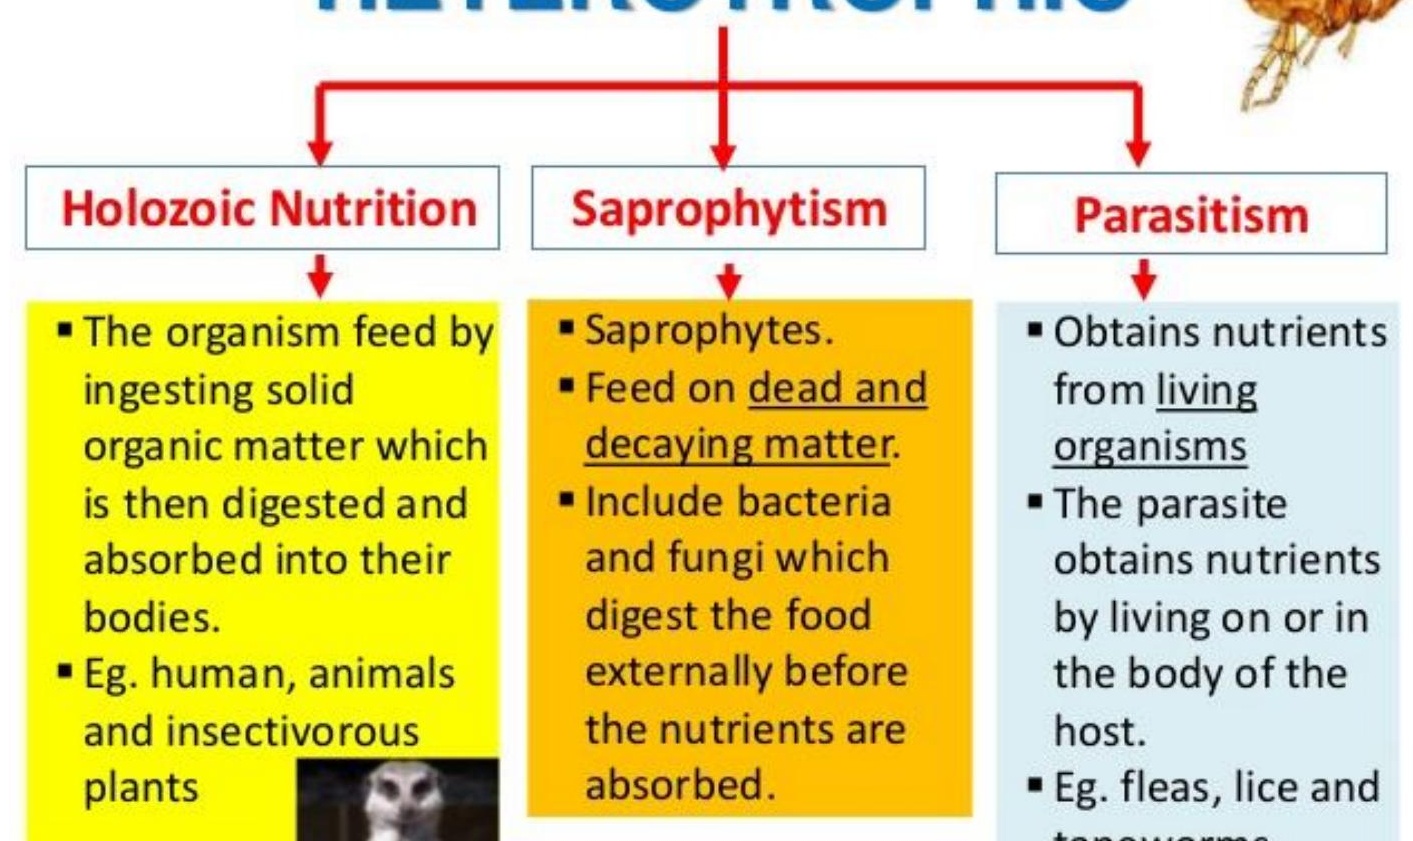 HETEROTROPHIC
Holozoic Nutrition
Saprophytism
Parasitism
▪ The organism feed by
ingesting solid
organic matter which
is then digested and
absorbed into their
bodies.
▪ Eg. human, animals
and insectivorous
plants
▪ Saprophytes.
▪ Feed on dead and
decaying matter.
▪ Include bacteria
and fungi which
digest the food
externally before
the nutrients are
absorbed.
▪ Obtains nutrients
from living
organisms
▪ The parasite
obtains nutrients
by living on or in
the body of the
host.
▪ Eg. fleas, lice and
tapeworms